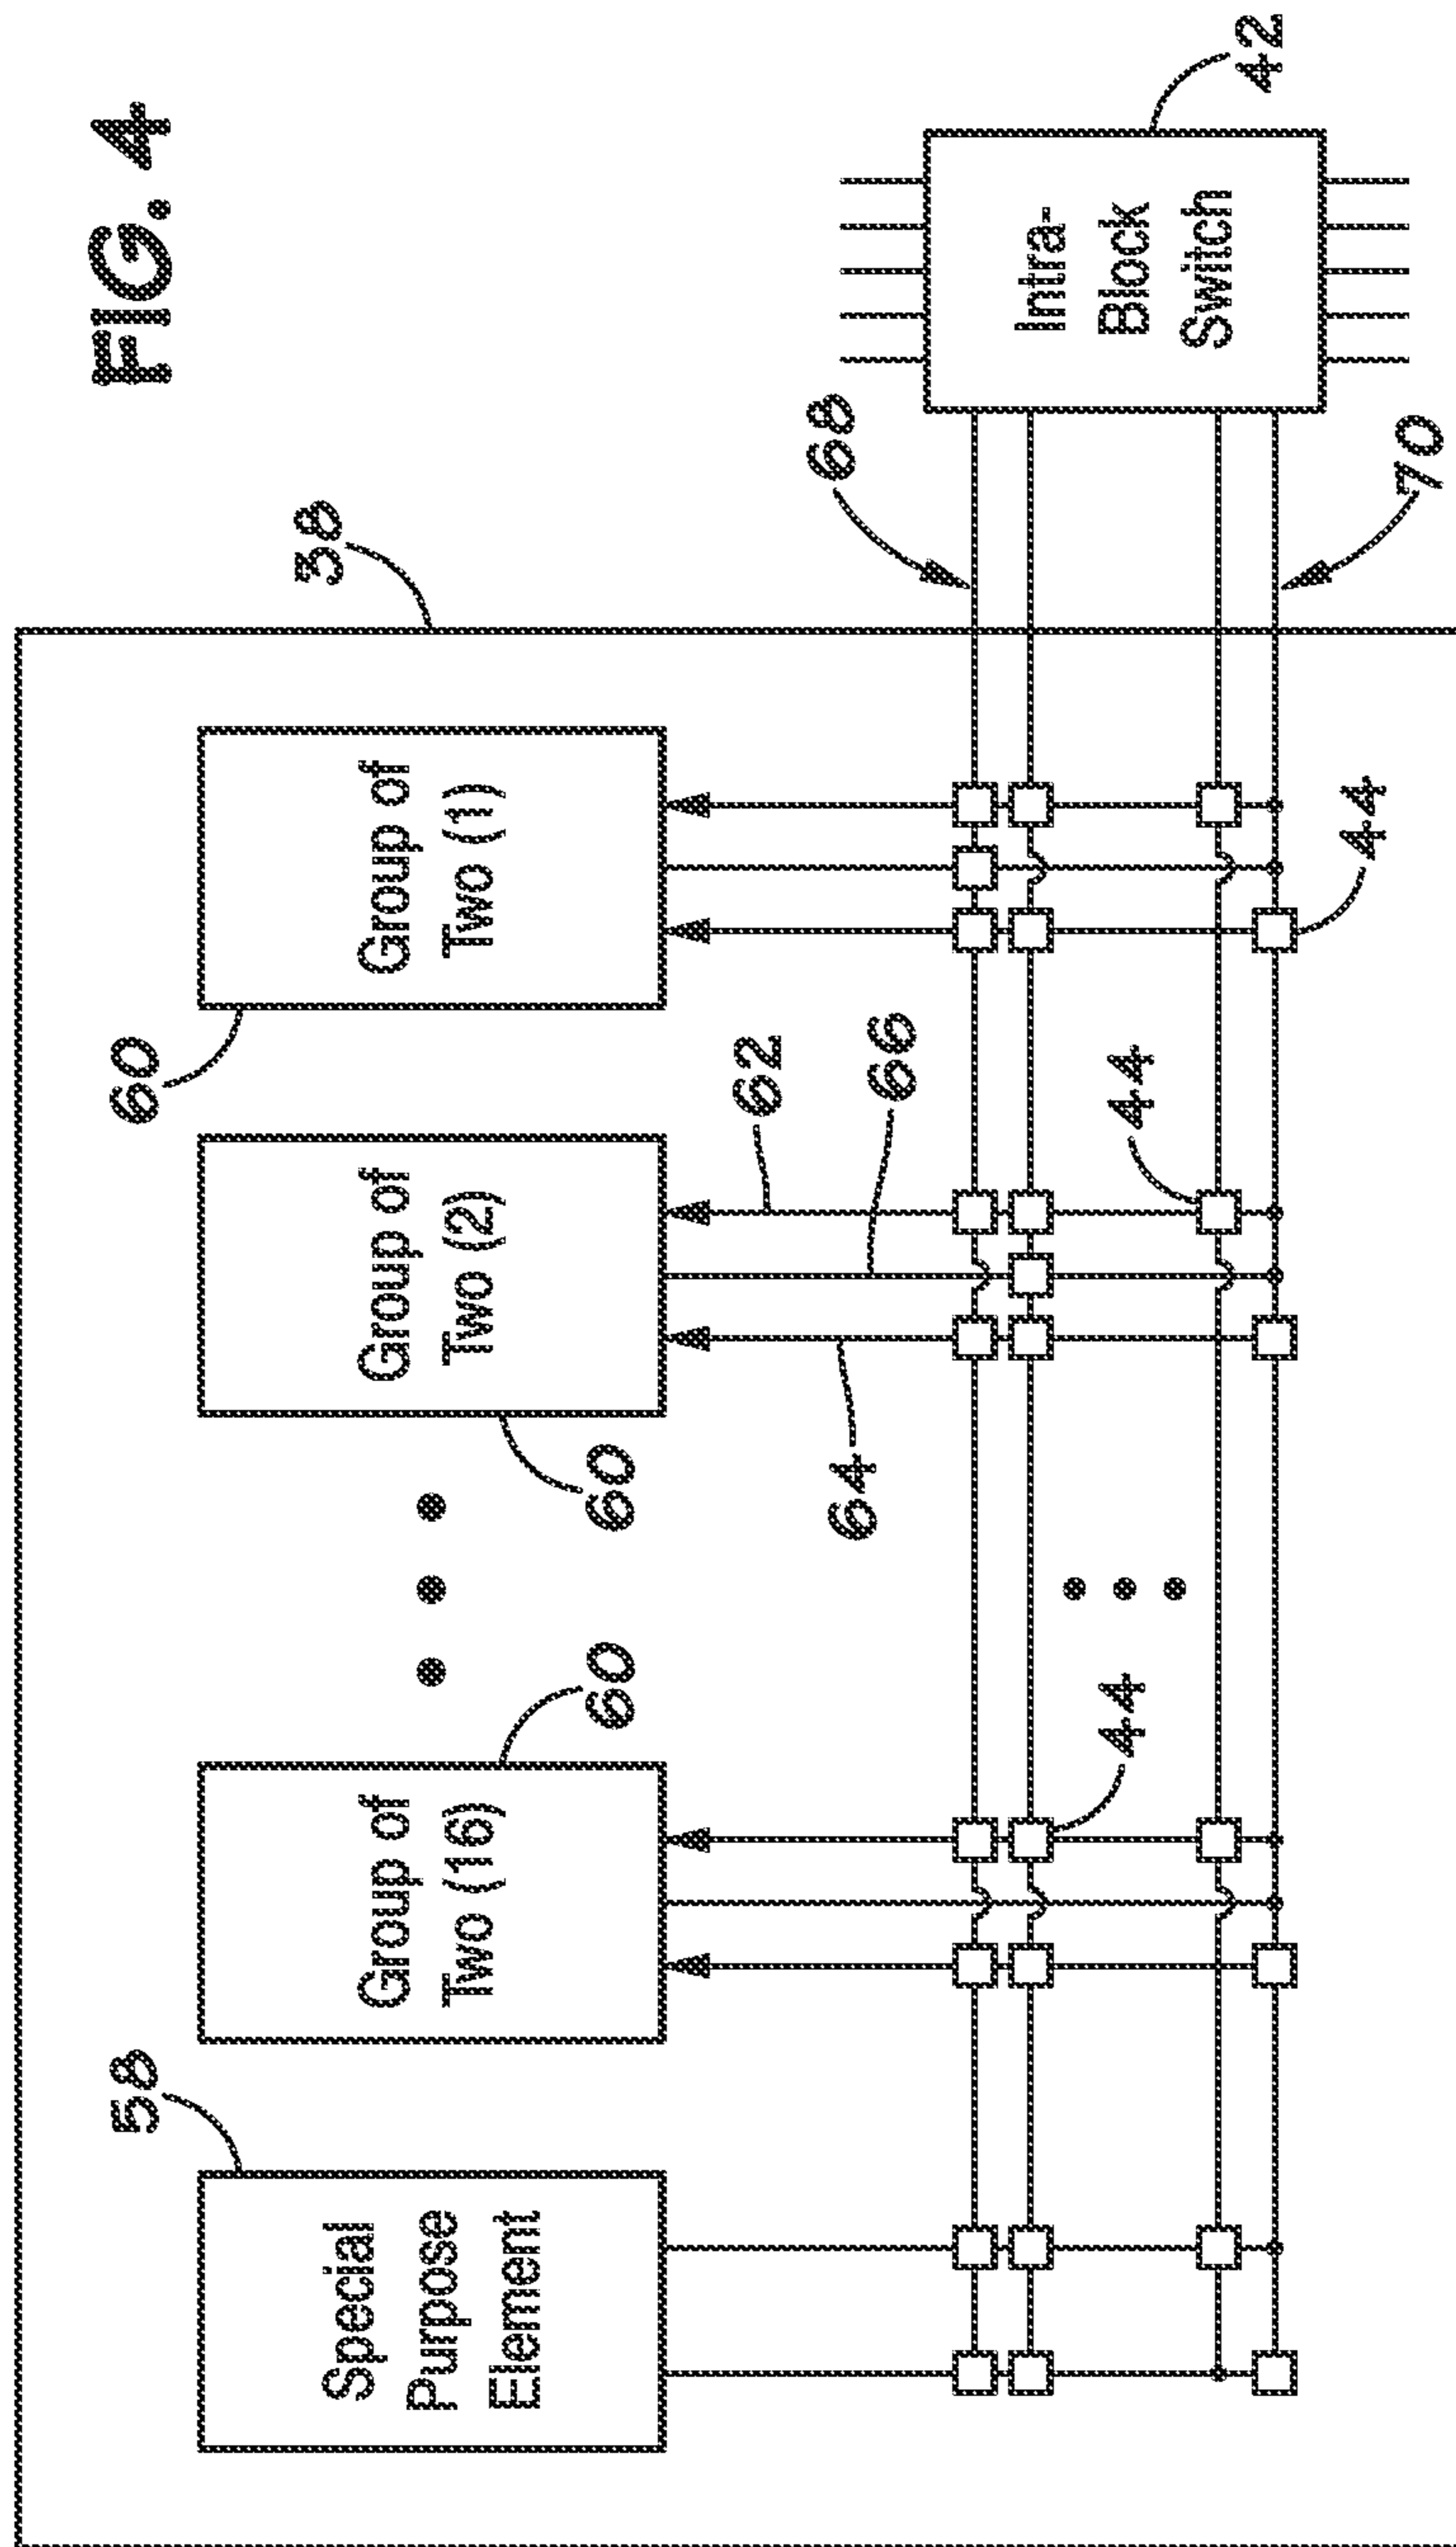 FIG. 4
38
58
60
60
60
Special
Purpose
Element
Group of
Two (16)
Group of
Two (2)
Group of
Two (1)
64
66
62
68
44
44
44
70
Intra-
Block
Switch
42